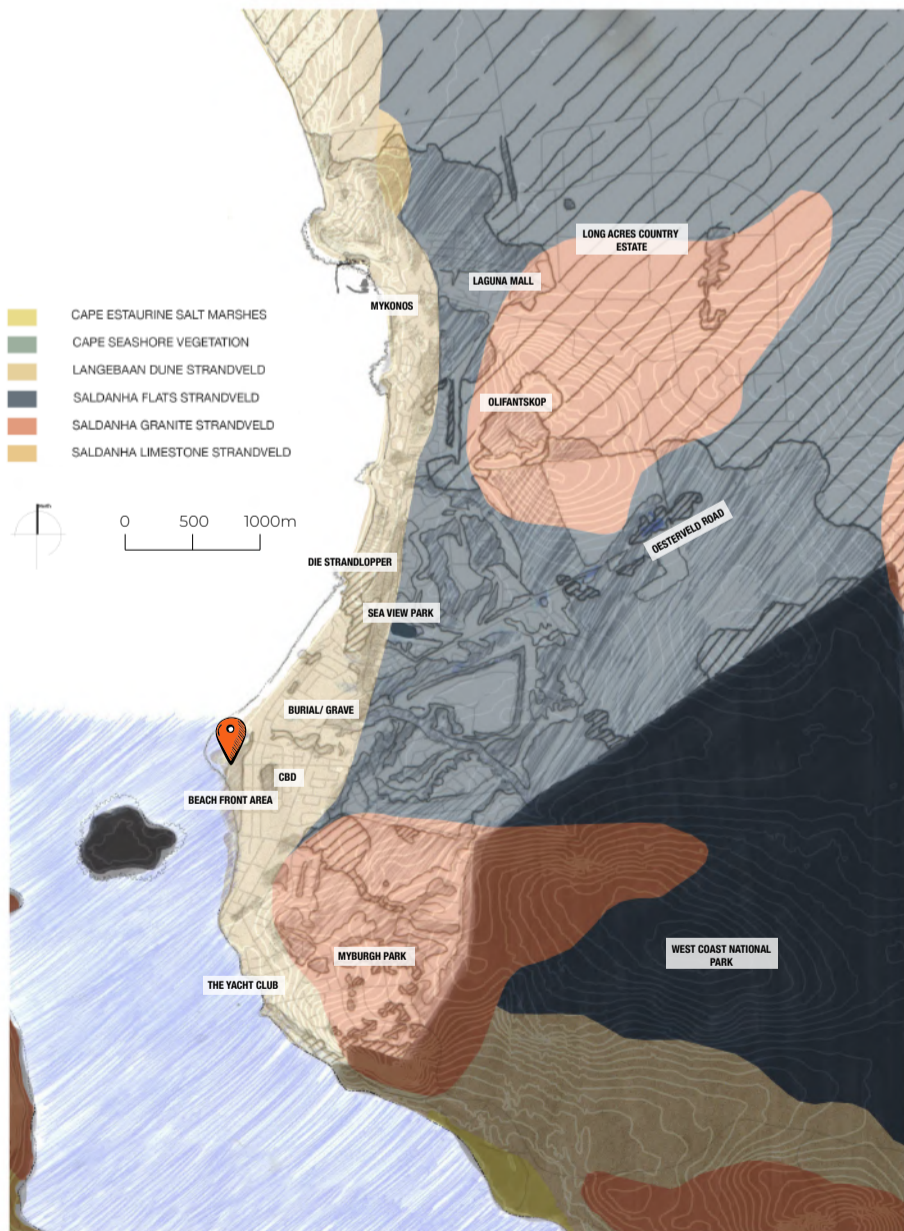 LONG ACRES COUNTRY
ESTATE
LAGUNA MALL
MYKONOS
CAPE ESTAURINE SALT MARSHES
CAPE SEASHORE VEGETATION
LANGEBAAN DUNE STRANDVELD
SALDANHA FLATS STRANDVELD
SALDANHA GRANITE STRANDVELD
SALDANHA LIMESTONE STRANDVELD
OLIFANTSKOP
North
0 500 1000m
OESTERVELD ROAD
DIE STRANDLOPPER
SEA VIEW PARK
BURIAL/ GRAVE
CBD
BEACH FRONT AREA
WEST COAST NATIONAL
PARK
MYBURGH PARK
THE YACHT CLUB